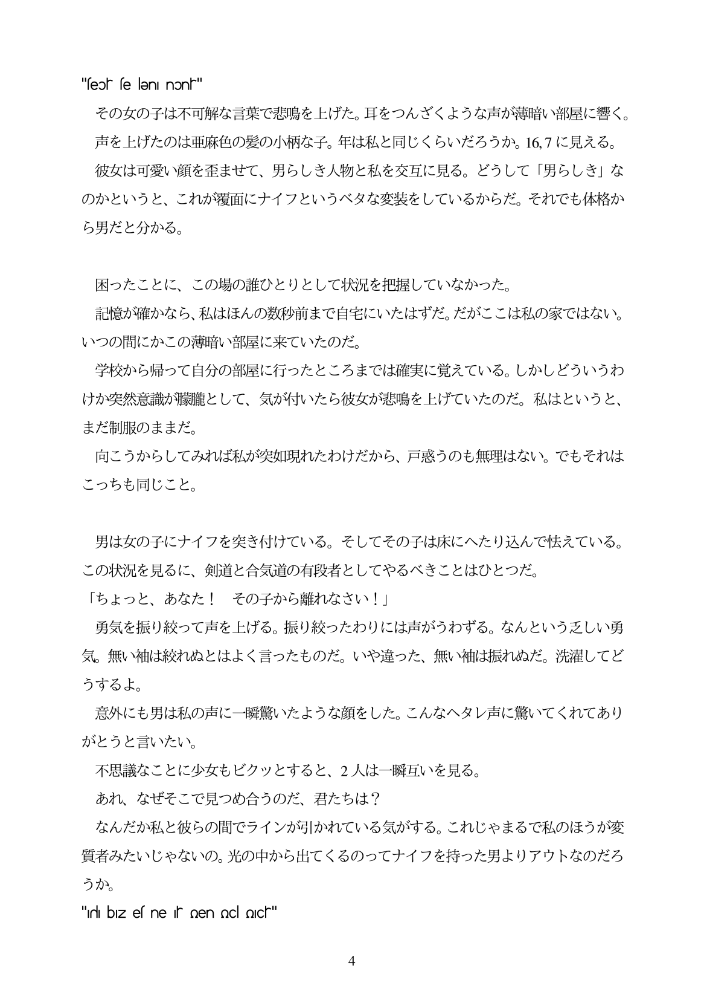 その女の子は不可解な言葉で悲鳴を上げた。耳をつんざくような声が薄暗い部屋に響く。
声を上げたのは亜麻色の髪の小柄な子。年は私と同じくらいだろうか。16,7 に見える。
彼女は可愛い顔を歪ませて、男らしき人物と私を交互に見る。どうして「男らしき」な
のかというと、これが覆面にナイフというベタな変装をしているからだ。それでも体格か
ら男だと分かる。
困ったことに、この場の誰ひとりとして状況を把握していなかった。
記憶が確かなら、私はほんの数秒前まで自宅にいたはずだ。だがここは私の家ではない。
いつの間にかこの薄暗い部屋に来ていたのだ。
学校から帰って自分の部屋に行ったところまでは確実に覚えている。しかしどういうわ
けか突然意識が朦朧として、気が付いたら彼女が悲鳴を上げていたのだ。私はというと、
まだ制服のままだ。
向こうからしてみれば私が突如現れたわけだから、戸惑うのも無理はない。でもそれは
こっちも同じこと。
男は女の子にナイフを突き付けている。そしてその子は床にへたり込んで怯えている。
この状況を見るに、剣道と合気道の有段者としてやるべきことはひとつだ。
「ちょっと、あなた！　その子から離れなさい！」
勇気を振り絞って声を上げる。振り絞ったわりには声がうわずる。なんという乏しい勇
気。無い袖は絞れぬとはよく言ったものだ。いや違った、無い袖は振れぬだ。洗濯してど
うするよ。
意外にも男は私の声に一瞬驚いたような顔をした。こんなヘタレ声に驚いてくれてあり
がとうと言いたい。
不思議なことに少女もビクッとすると、2 人は一瞬互いを見る。
あれ、なぜそこで見つめ合うのだ、君たちは？
なんだか私と彼らの間でラインが引かれている気がする。これじゃまるで私のほうが変
質者みたいじゃないの。光の中から出てくるのってナイフを持った男よりアウトなのだろ
うか。
4